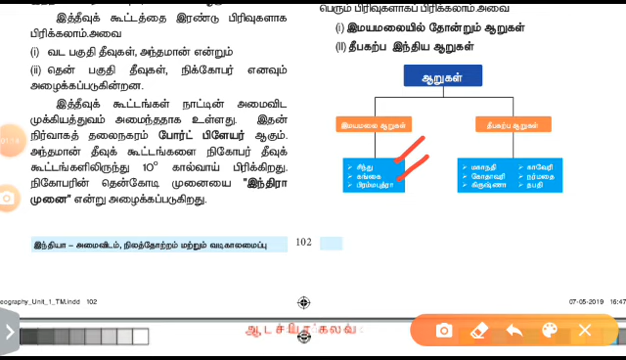 இத்தீவுக் கூட்டத்தை இரண்டு பிரிவுகளாக
பிரிக்கலாம்.அவை
(i) வட பகுதி தீவுகள், அந்தமான் என்றும்
(ii) தென் பகுதி தீவுகள், நிக்கோபர் எனவும்
அழைக்கப்படுகின்றன.
இத்தீவுக் கூட்டங்கள் நாட்டின் அமைவிட
முக்கியத்துவம் அமைந்ததாக உள்ளது. இதன்
நிர்வாகத் தலைநகரம் போர்ட் பிளேயர் ஆகும்.
அந்தமான் தீவுக் கூட்டங்களை நிகோபர் தீவுக்
கூட்டங்களிலிருந்து 10° கால்வாய் பிரிக்கிறது.
நிகோபரின் தென்கோடி முனையை "இந்திரா
முனை" என்று அழைக்கப்படுகிறது.
பெரும் பிரிவுகளாகப் பிரிக்கலாம்.அவை
(i) இமயமலையில் தோன்றும் ஆறுகள்
(II) தீபகற்ப இந்திய ஆறுகள்
ஆறுகள்
இமயமலை ஆறுகள்
தீபகற்ப ஆறுகள்
சிந்து
கங்கை
பிரம்மபுத்ரா
மகாநதி
கோதாவரி
கிருஷ்ணா
காவேரி
நர்மதை
தபதி
இந்தியா – அமைவிடம், நிலத்தோற்றம் மற்றும் வடிகாலமைப்பு
102
eography_Unit_1_TM.indd 102
07-05-2019 16:47